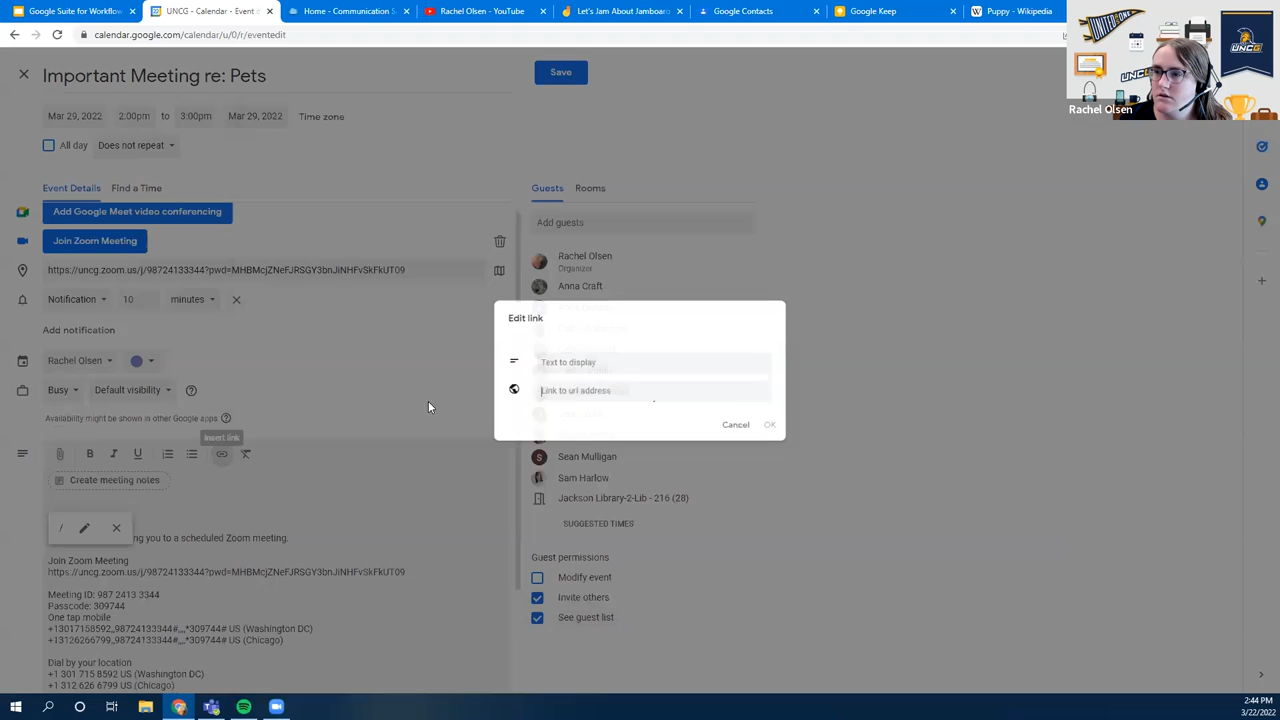 Google Suite for Workflow
UNCG - Calendar - Event d
Home - Communication S
Rachel Olsen - YouTube
Let's Jam About Jamboard
Google Contacts
Google Keep
Puppy - Wikipedia
calendar.google.com/calendar/u/0/r/eventedit
UNITED AS ONE
UNCG
Rachel Olsen
Important Meeting re: Pets
Save
Mar 29, 2022 2:00pm to 3:00pm Mar 29, 2022 Time zone
All day Does not repeat
Event Details Find a Time
Guests Rooms
Add Google Meet video conferencing
Add guests
Join Zoom Meeting
Rachel Olsen
Organizer
https://uncg.zoom.us/j/98724133344?pwd=MHBMcjZNeFJRSGY3bnJiNHFvSkFkUT09
Anna Craft
Notification 10 minutes
Add notification
Edit link
Text to display
Link to url address
Cancel OK
Rachel Olsen
Busy Default visibility
Availability might be shown in other Google apps
Insert link
Sean Mulligan
Sam Harlow
Jackson Library-2-Lib - 216 (28)
SUGGESTED TIMES
Create meeting notes
/
ng you to a scheduled Zoom meeting.
Join Zoom Meeting
https://uncg.zoom.us/j/98724133344?pwd=MHBMcjZNeFJRSGY3bnJiNHFvSkFkUT09
Guest permissions
Modify event
Invite others
See guest list
Meeting ID: 987 2413 3344
Passcode: 309744
One tap mobile
+13017158592,,98724133344#,,,,*309744# US (Washington DC)
+13126266799,,98724133344#,,,,*309744# US (Chicago)
Dial by your location
+1 301 715 8592 US (Washington DC)
+1 312 626 6799 US (Chicago)
2:44 PM
3/22/2022